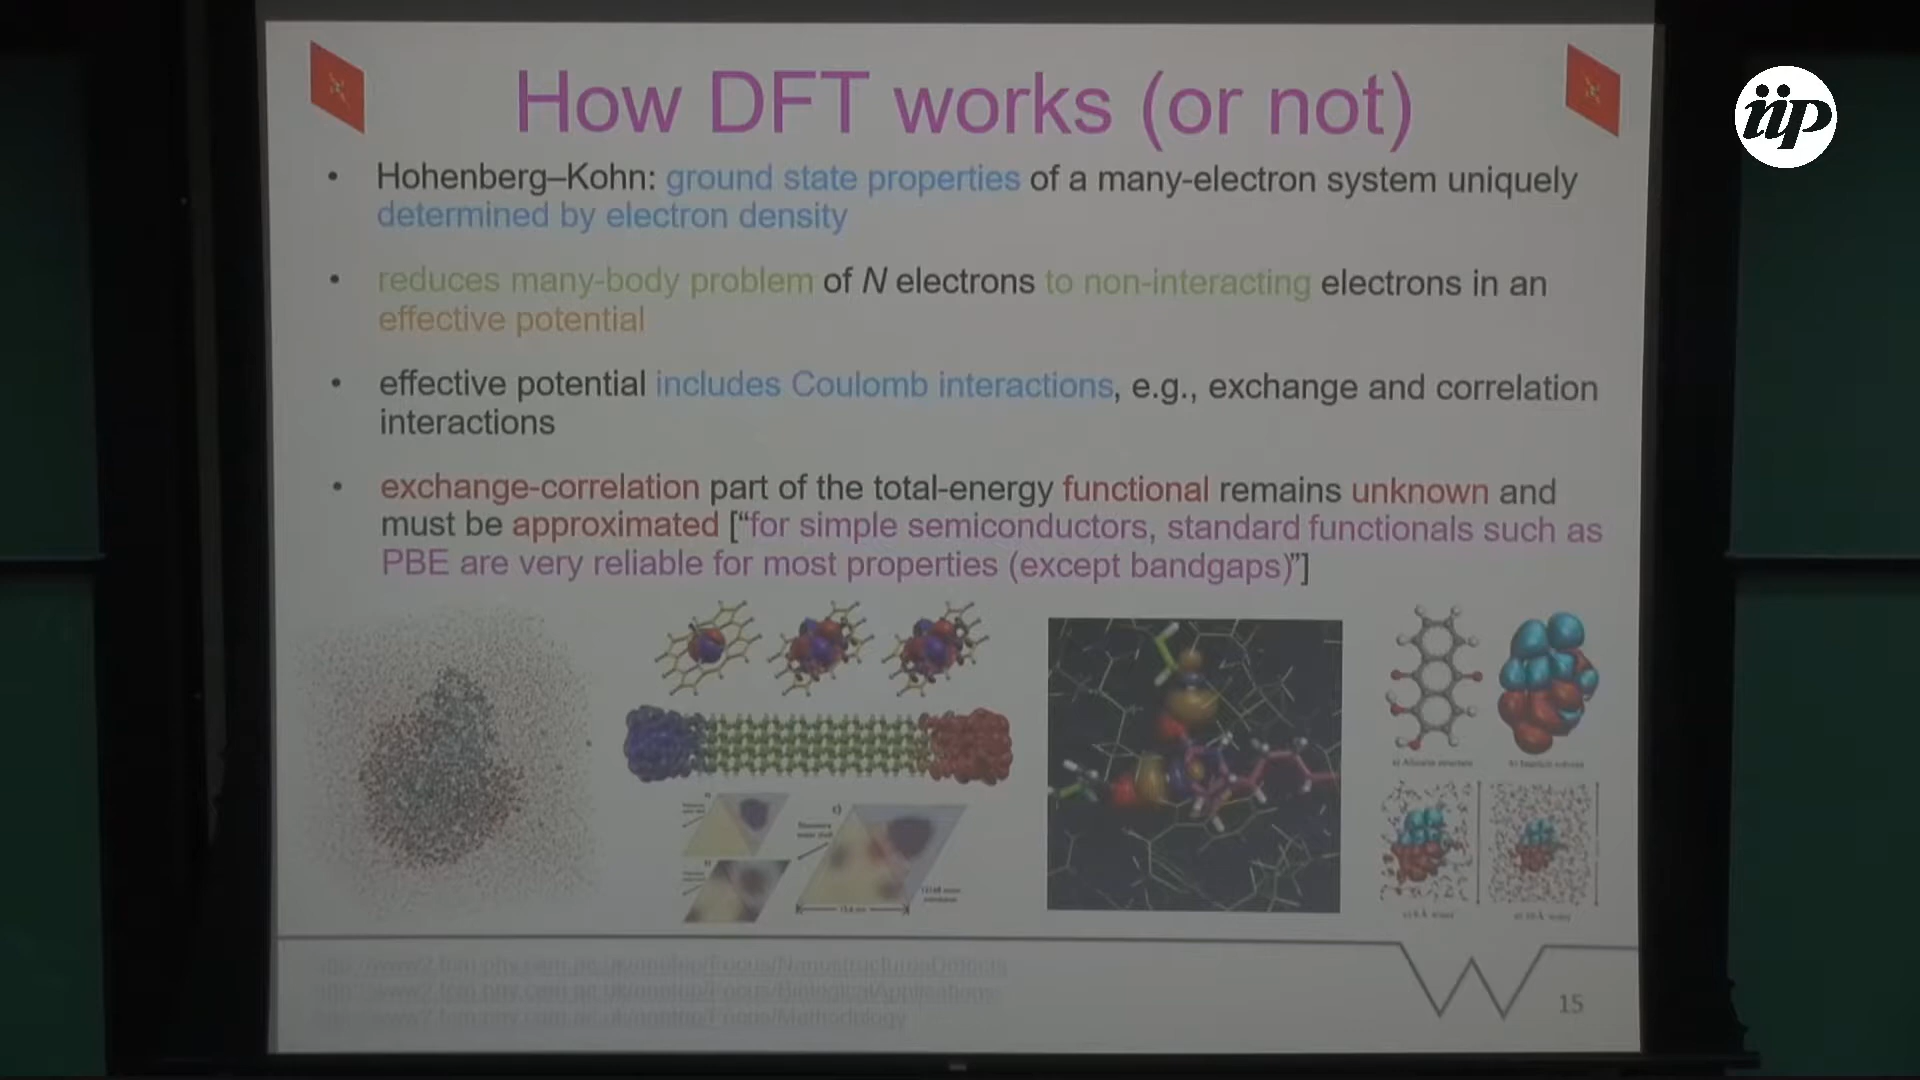 iip
How DFT works (or not)
• Hohenberg–Kohn: ground state properties of a many-electron system uniquely
determined by electron density
• reduces many-body problem of N electrons to non-interacting electrons in an
effective potential
• effective potential includes Coulomb interactions, e.g., exchange and correlation
interactions
• exchange-correlation part of the total-energy functional remains unknown and
must be approximated [“for simple semiconductors, standard functionals such as
PBE are very reliable for most properties (except bandgaps)”]
c)
15